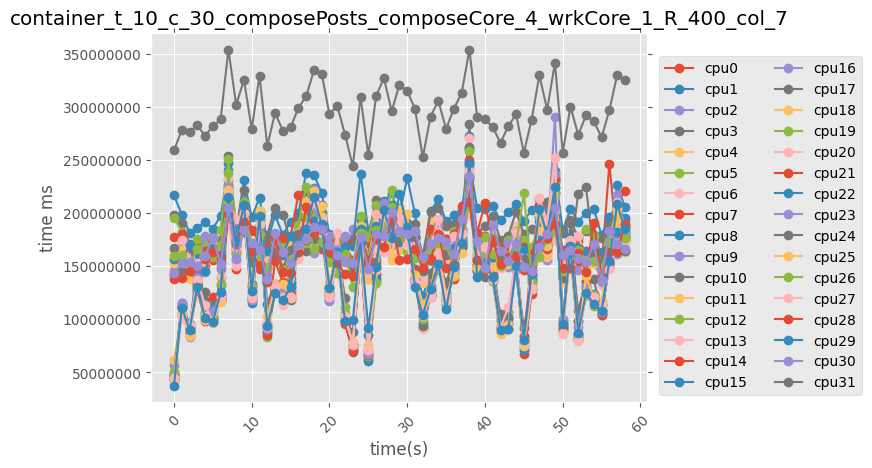 container_t_10_c_30_composePosts_composeCore_4_wrkCore_1_R_400_col_7
350000000
300000000
250000000
200000000
150000000
100000000
50000000
time ms
0
10
20
30
40
50
60
time(s)
cpu0 cpu16
cpu1 cpu17
cpu2 cpu18
cpu3 cpu19
cpu4 cpu20
cpu5 cpu21
cpu6 cpu22
cpu7 cpu23
cpu8 cpu24
cpu9 cpu25
cpu10 cpu26
cpu11 cpu27
cpu12 cpu28
cpu13 cpu29
cpu14 cpu30
cpu15 cpu31